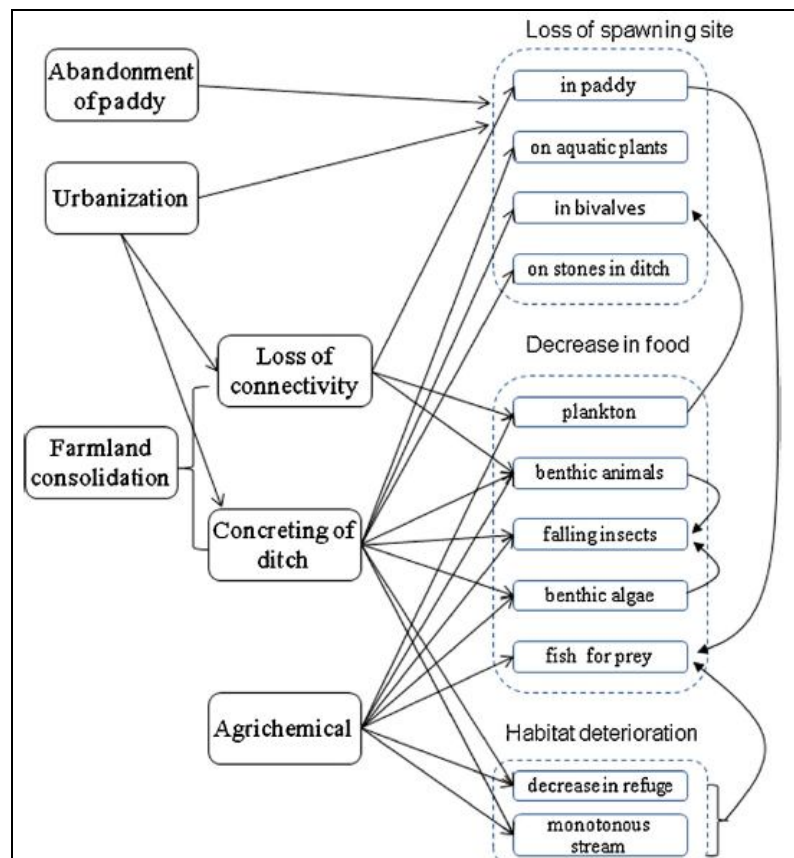 Loss of spawning site
Abandonment
of paddy
in paddy
on aquatic plants
Urbanization
in bivalves
on stones in ditch
Loss of
connectivity
Decrease in food
plankton
Farmland
consolidation
benthic animals
Concreting of
ditch
falling insects
benthic algae
fish for prey
Agrichemical
Habitat deterioration
decrease in refuge
monotonous
stream